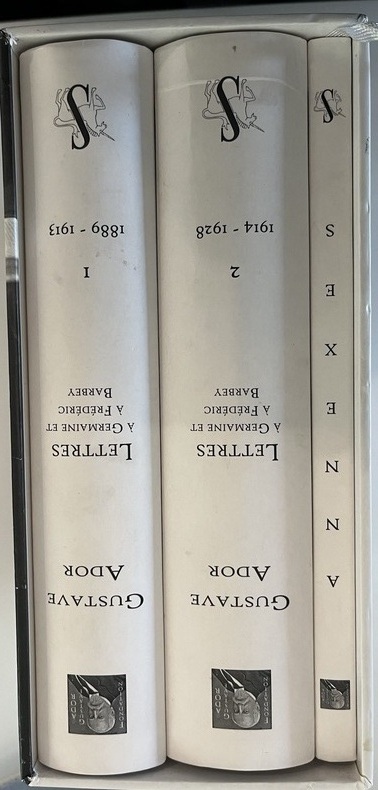 GUSTAVE
ADOR
LETTRES
À GERMAINE ET
À FRÉDÉRIC
BARBEY
1
1889 - 1913
S
GUSTAVE
ADOR
LETTRES
À GERMAINE ET
À FRÉDÉRIC
BARBEY
2
1914 - 1928
S
ANNEXES
S